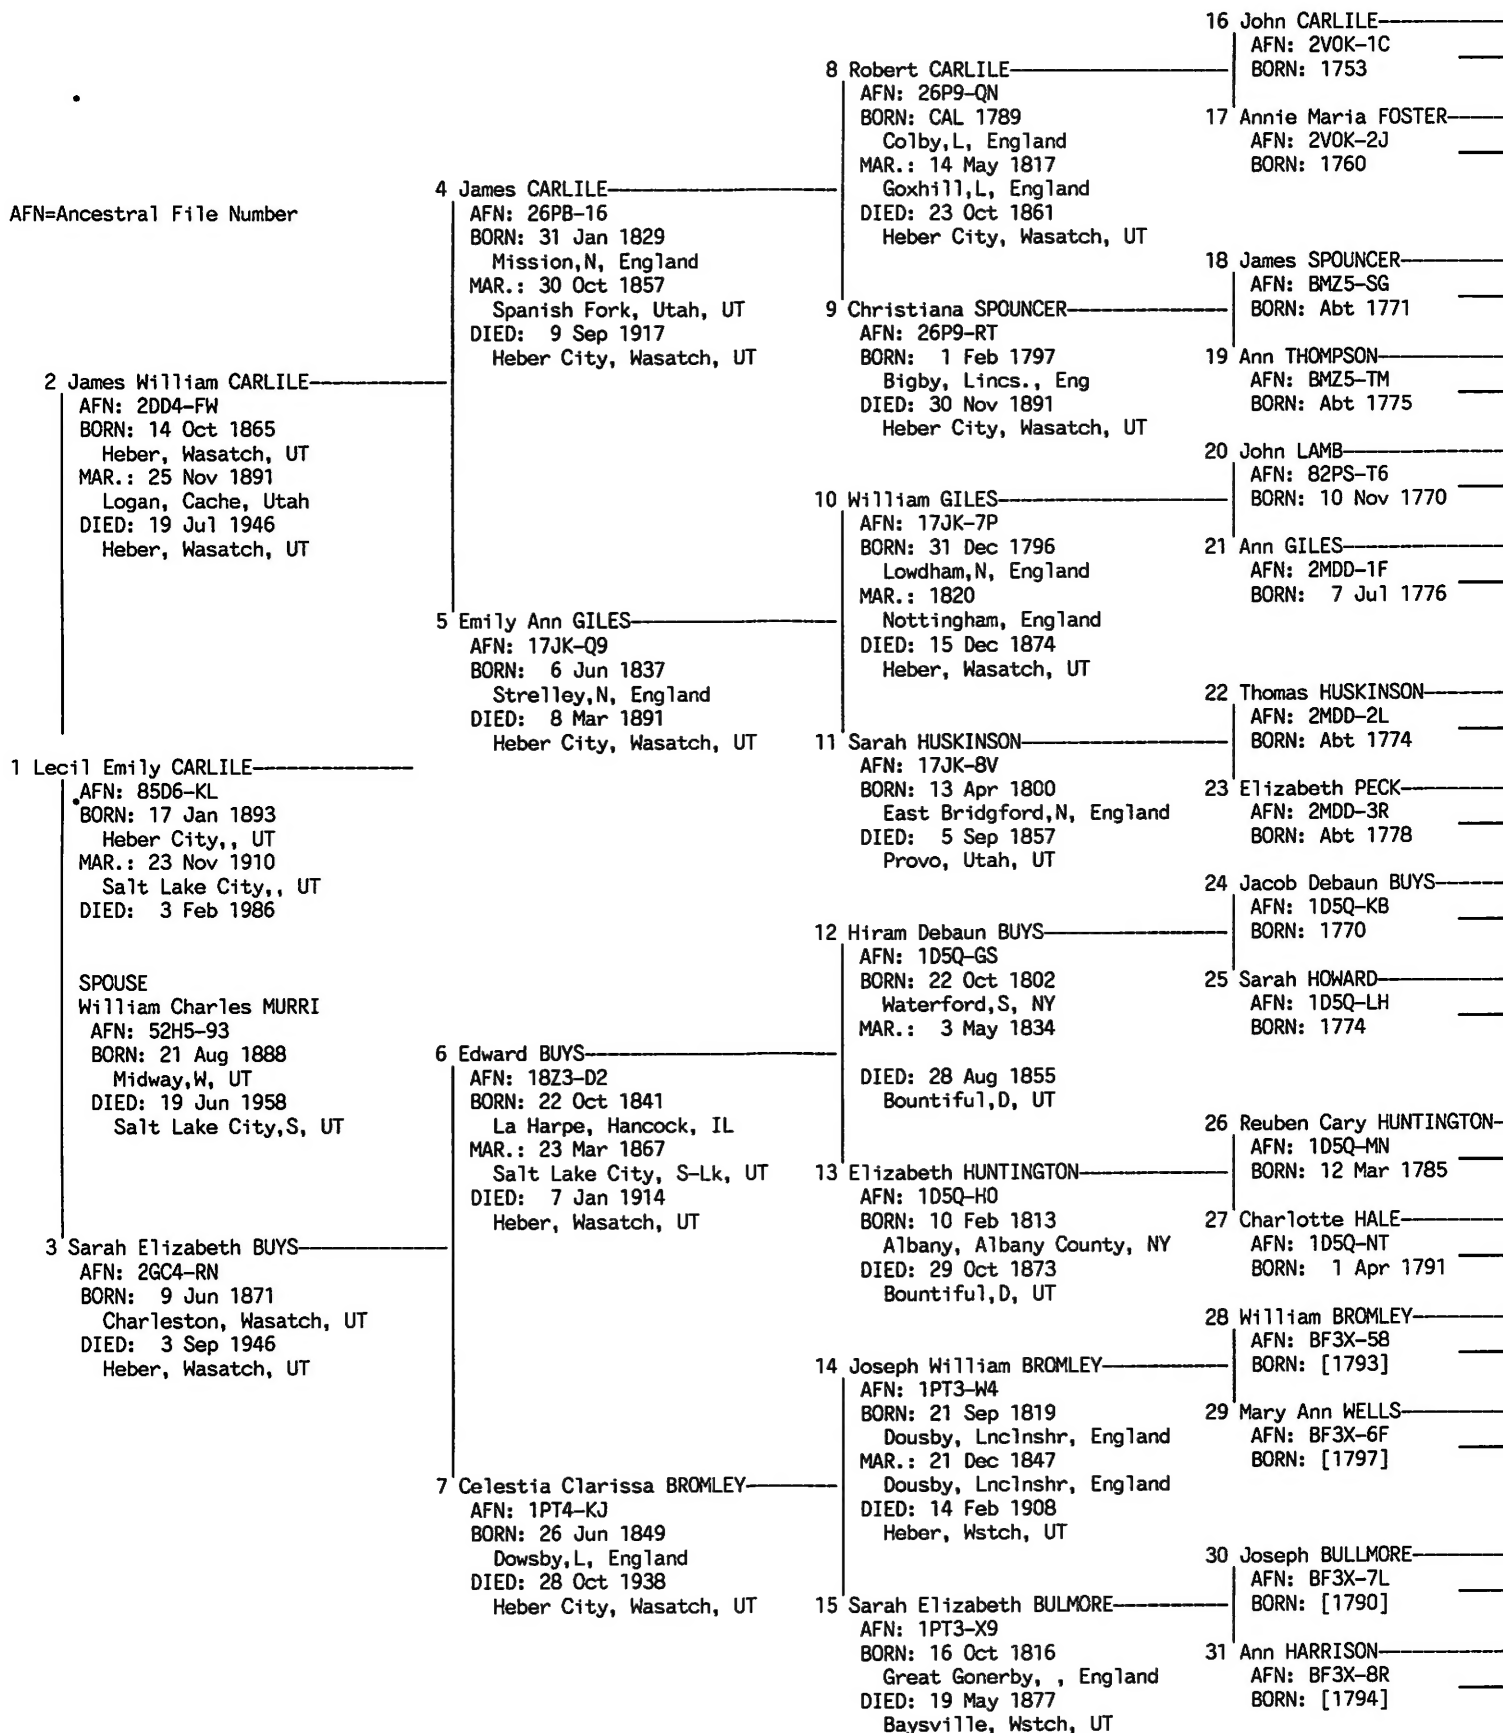 AFN=Ancestral File Number
1 Lecil Emily CARLILE
AFN: 85D6-KL
BORN: 17 Jan 1893
Heber City,, UT
MAR.: 23 Nov 1910
Salt Lake City,, UT
DIED: 3 Feb 1986
SPOUSE
William Charles MURRI
AFN: 52H5-93
BORN: 21 Aug 1888
Midway,W, UT
DIED: 19 Jun 1958
Salt Lake City,S, UT
2 James William CARLILE
AFN: 2DD4-FW
BORN: 14 Oct 1865
Heber, Wasatch, UT
MAR.: 25 Nov 1891
Logan, Cache, Utah
DIED: 19 Jul 1946
Heber, Wasatch, UT
3 Sarah Elizabeth BUYS
AFN: 2GC4-RN
BORN: 9 Jun 1871
Charleston, Wasatch, UT
DIED: 3 Sep 1946
Heber, Wasatch, UT
4 James CARLILE
AFN: 26PB-16
BORN: 31 Jan 1829
Mission,N, England
MAR.: 30 Oct 1857
Spanish Fork, Utah, UT
DIED: 9 Sep 1917
Heber City, Wasatch, UT
5 Emily Ann GILES
AFN: 17JK-Q9
BORN: 6 Jun 1837
Strelley,N, England
DIED: 8 Mar 1891
Heber City, Wasatch, UT
6 Edward BUYS
AFN: 18Z3-D2
BORN: 22 Oct 1841
La Harpe, Hancock, IL
MAR.: 23 Mar 1867
Salt Lake City, S-Lk, UT
DIED: 7 Jan 1914
Heber, Wasatch, UT
7 Celestia Clarissa BROMLEY
AFN: 1PT4-KJ
BORN: 26 Jun 1849
Dowsby,L, England
DIED: 28 Oct 1938
Heber City, Wasatch, UT
8 Robert CARLILE
AFN: 26P9-QN
BORN: CAL 1789
Colby,L, England
MAR.: 14 May 1817
Goxhill,L, England
DIED: 23 Oct 1861
Heber City, Wasatch, UT
9 Christiana SPOUNCER
AFN: 26P9-RT
BORN: 1 Feb 1797
Bigby, Lincs., Eng
DIED: 30 Nov 1891
Heber City, Wasatch, UT
10 William GILES
AFN: 17JK-7P
BORN: 31 Dec 1796
Lowdham,N, England
MAR.: 1820
Nottingham, England
DIED: 15 Dec 1874
Heber, Wasatch, UT
11 Sarah HUSKINSON
AFN: 17JK-8V
BORN: 13 Apr 1800
East Bridgford,N, England
DIED: 5 Sep 1857
Provo, Utah, UT
12 Hiram Debaun BUYS
AFN: 1D5Q-GS
BORN: 22 Oct 1802
Waterford,S, NY
MAR.: 3 May 1834
DIED: 28 Aug 1855
Bountiful,D, UT
13 Elizabeth HUNTINGTON
AFN: 1D5Q-H0
BORN: 10 Feb 1813
Albany, Albany County, NY
DIED: 29 Oct 1873
Bountiful,D, UT
14 Joseph William BROMLEY
AFN: 1PT3-W4
BORN: 21 Sep 1819
Dousby, Lnclnshr, England
MAR.: 21 Dec 1847
Dousby, Lnclnshr, England
DIED: 14 Feb 1908
Heber, Wstch, UT
15 Sarah Elizabeth BULMORE
AFN: 1PT3-X9
BORN: 16 Oct 1816
Great Gonerby, , England
DIED: 19 May 1877
Baysville, Wstch, UT
16 John CARLILE
AFN: 2V0K-1C
BORN: 1753
17 Annie Maria FOSTER
AFN: 2V0K-2J
BORN: 1760
18 James SPOUNCER
AFN: BMZ5-SG
BORN: Abt 1771
19 Ann THOMPSON
AFN: BMZ5-TM
BORN: Abt 1775
20 John LAMB
AFN: 82PS-T6
BORN: 10 Nov 1770
21 Ann GILES
AFN: 2MDD-1F
BORN: 7 Jul 1776
22 Thomas HUSKINSON
AFN: 2MDD-2L
BORN: Abt 1774
23 Elizabeth PECK
AFN: 2MDD-3R
BORN: Abt 1778
24 Jacob Debaun BUYS
AFN: 1D5Q-KB
BORN: 1770
25 Sarah HOWARD
AFN: 1D5Q-LH
BORN: 1774
26 Reuben Cary HUNTINGTON
AFN: 1D5Q-MN
BORN: 12 Mar 1785
27 Charlotte HALE
AFN: 1D5Q-NT
BORN: 1 Apr 1791
28 William BROMLEY
AFN: BF3X-58
BORN: [1793]
29 Mary Ann WELLS
AFN: BF3X-6F
BORN: [1797]
30 Joseph BULLMORE
AFN: BF3X-7L
BORN: [1790]
31 Ann HARRISON
AFN: BF3X-8R
BORN: [1794]